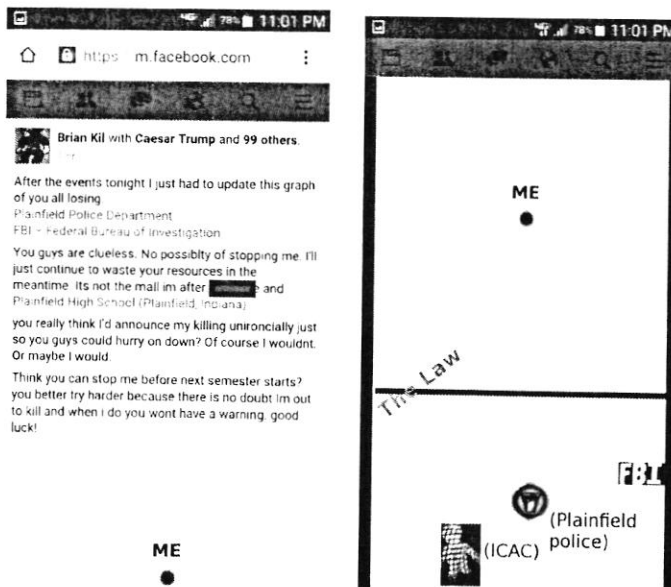 4G 78% 11:01 PM
https m.facebook.com
Brian Kil with Caesar Trump and 99 others.
After the events tonight I just had to update this graph
of you all losing
Plainfield Police Department
FBI - Federal Bureau of Investigation
You guys are clueless. No possiblty of stopping me. I'll
just continue to waste your resources in the
meantime. Its not the mall im after and
Plainfield High School (Plainfield, Indiana)
you really think I'd announce my killing unironcially just
so you guys could hurry on down? Of course I wouldnt.
Or maybe I would.
Think you can stop me before next semester starts?
you better try harder because there is no doubt Im out
to kill and when i do you wont have a warning. good
luck!
ME
4G 78% 11:01 PM
ME
The Law
FBI
(Plainfield
police)
(ICAC)